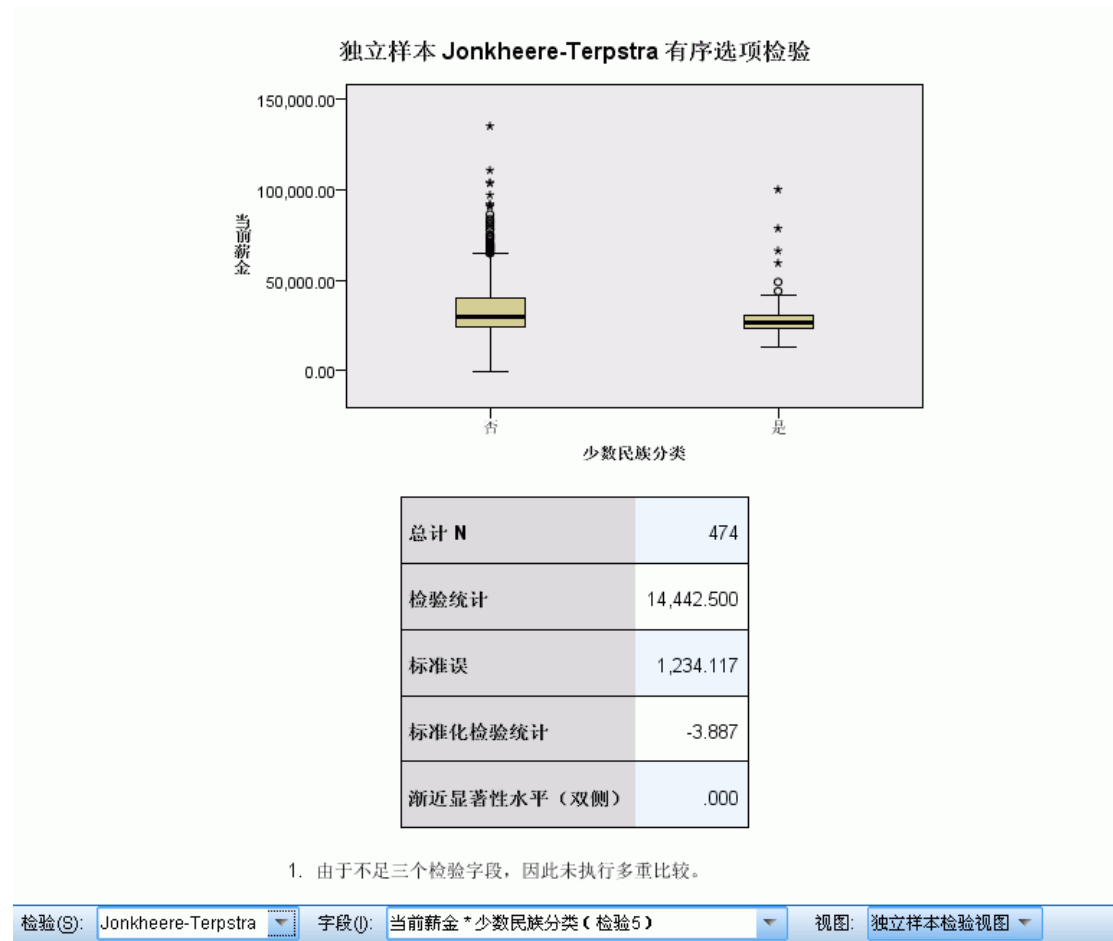 独立样本 Jonkheere-Terpstra 有序选项检验
150,000.00
100,000.00
50,000.00
0.00
当前薪金
否
是
少数民族分类
总计 N 474
检验统计 14,442.500
标准误 1,234.117
标准化检验统计 -3.887
渐近显著性水平（双侧） .000
1. 由于不足三个检验字段，因此未执行多重比较。
检验(S): Jonkheere-Terpstra 字段(I): 当前薪金*少数民族分类（检验5） 视图: 独立样本检验视图